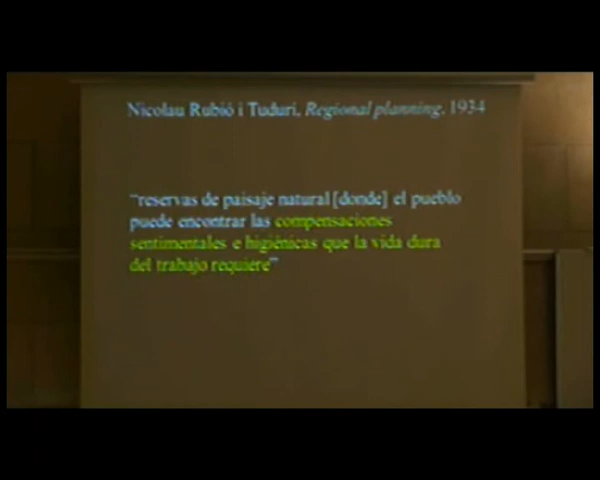 Nicolau Rubió i Tuduri, Regional planning, 1934
“reservas de paisaje natural [donde] el pueblo
puede encontrar las compensaciones
sentimentales e higiénicas que la vida dura
del trabajo requiere”